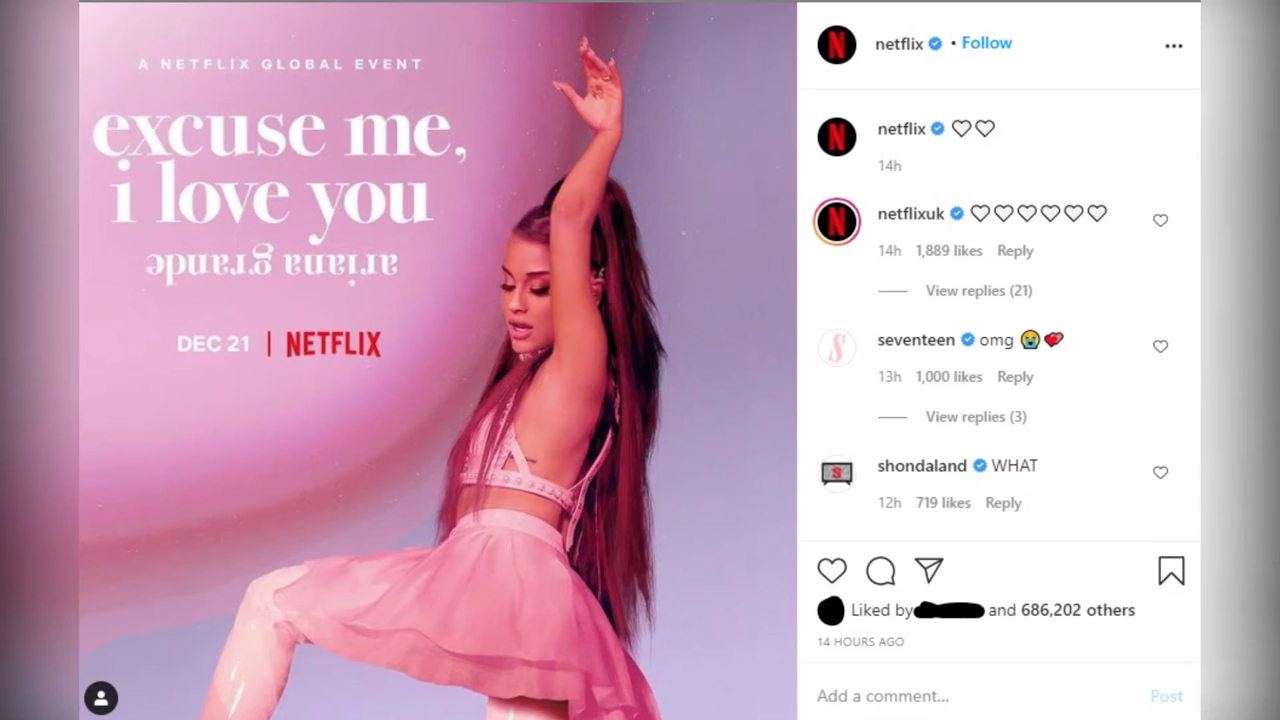 A NETFLIX GLOBAL EVENT
excuse me,
i love you
ariana grande
DEC 21 | NETFLIX
netflix • Follow
netflix ♡♡
14h
netflixuk ♡♡♡♡♡♡
14h 1,889 likes Reply
View replies (21)
seventeen omg 😭💕
13h 1,000 likes Reply
View replies (3)
shondaland WHAT
12h 719 likes Reply
Liked by and 686,202 others
14 HOURS AGO
Add a comment... Post